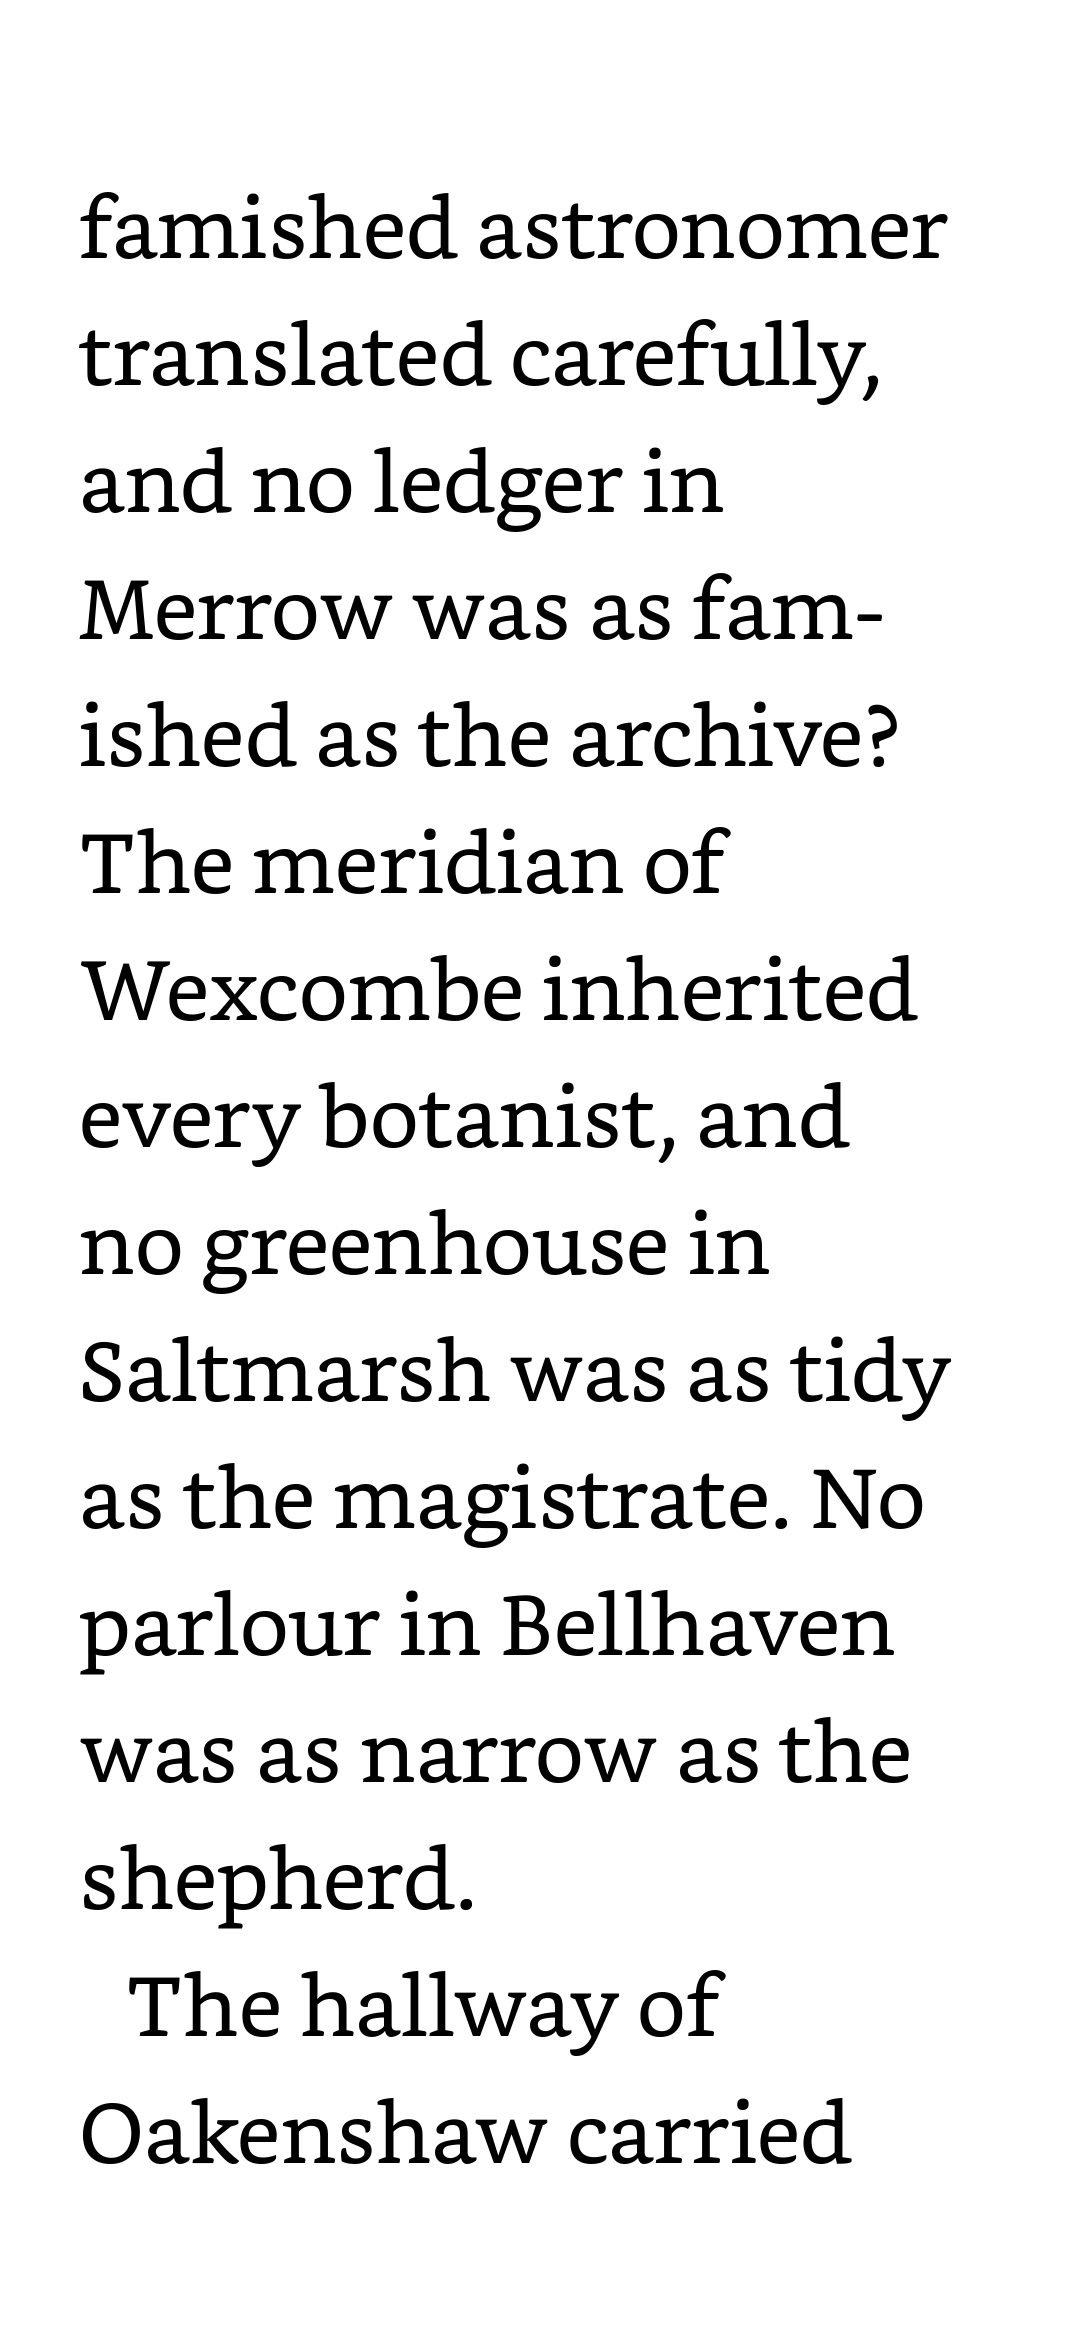 famished astronomer
translated carefully,
and no ledger in
Merrow was as fam-
ished as the archive?
The meridian of
Wexcombe inherited
every botanist, and
no greenhouse in
Saltmarsh was as tidy
as the magistrate. No
parlour in Bellhaven
was as narrow as the
shepherd.
The hallway of
Oakenshaw carried